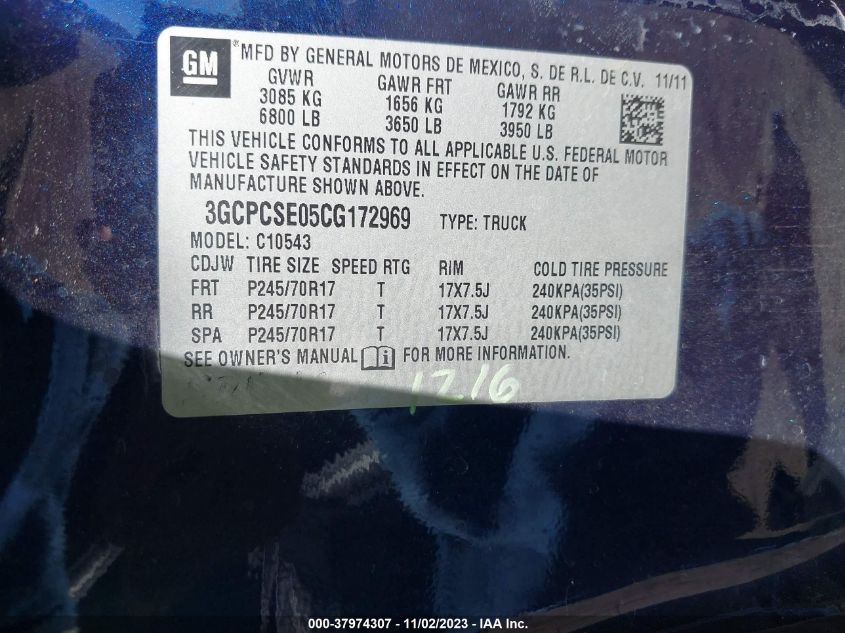 GM ® MFD BY GENERAL MOTORS DE MEXICO, S. DE R.L. DE C.V. 11/11
GVWR GAWR FRT GAWR RR
3085 KG 1656 KG 1792 KG
6800 LB 3650 LB 3950 LB
THIS VEHICLE CONFORMS TO ALL APPLICABLE U.S. FEDERAL MOTOR
VEHICLE SAFETY STANDARDS IN EFFECT ON THE DATE OF
MANUFACTURE SHOWN ABOVE.
3GCPCSE05CG172969 TYPE: TRUCK
MODEL: C10543
CDJW TIRE SIZE SPEED RTG RIM COLD TIRE PRESSURE
FRT P245/70R17 T 17X7.5J 240KPA(35PSI)
RR P245/70R17 T 17X7.5J 240KPA(35PSI)
SPA P245/70R17 T 17X7.5J 240KPA(35PSI)
SEE OWNER'S MANUAL FOR MORE INFORMATION.
1216
000-37974307 - 11/02/2023 - IAA Inc.